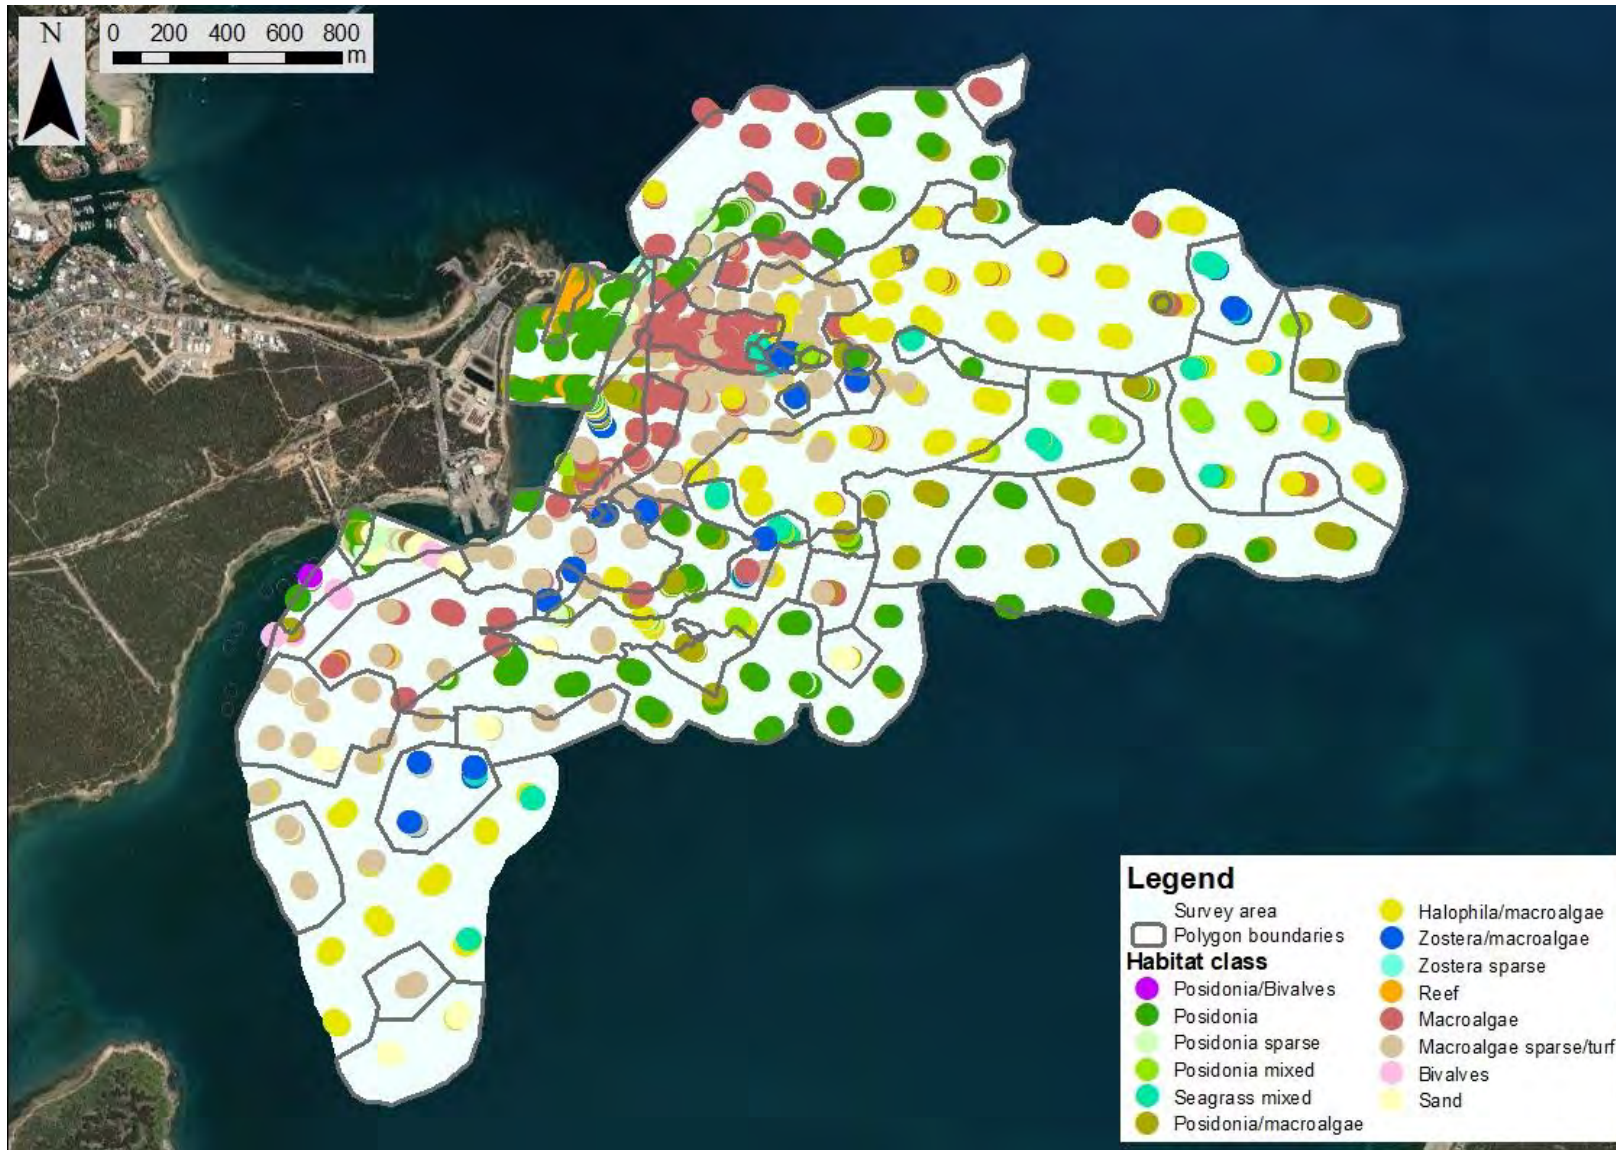 N
0 200 400 600 800
m
Legend
Survey area
Polygon boundaries
Habitat class
Posidonia/Bivalves
Posidonia
Posidonia sparse
Posidonia mixed
Seagrass mixed
Posidonia/macroalgae
Halophila/macroalgae
Zostera/macroalgae
Zostera sparse
Reef
Macroalgae
Macroalgae sparse/turf
Bivalves
Sand